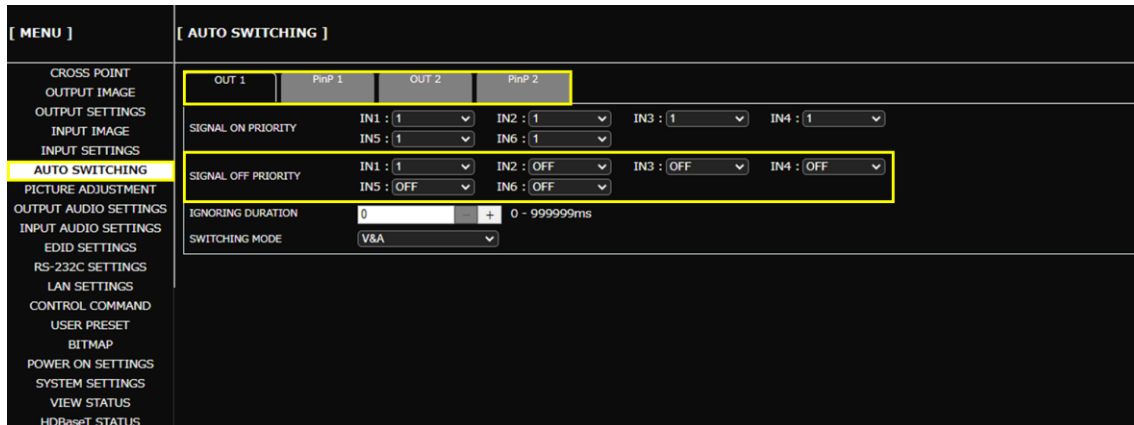 [ MENU ]
[ AUTO SWITCHING ]
CROSS POINT
OUTPUT IMAGE
OUTPUT SETTINGS
INPUT IMAGE
INPUT SETTINGS
AUTO SWITCHING
PICTURE ADJUSTMENT
OUTPUT AUDIO SETTINGS
INPUT AUDIO SETTINGS
EDID SETTINGS
RS-232C SETTINGS
LAN SETTINGS
CONTROL COMMAND
USER PRESET
BITMAP
POWER ON SETTINGS
SYSTEM SETTINGS
VIEW STATUS
HDBaseT STATUS
OUT 1 PinP 1 OUT 2 PinP 2
SIGNAL ON PRIORITY
IN1 : 1 IN2 : 1 IN3 : 1 IN4 : 1
IN5 : 1 IN6 : 1
SIGNAL OFF PRIORITY
IN1 : 1 IN2 : OFF IN3 : OFF IN4 : OFF
IN5 : OFF IN6 : OFF
IGNORING DURATION 0 - + 0 - 999999ms
SWITCHING MODE V&A